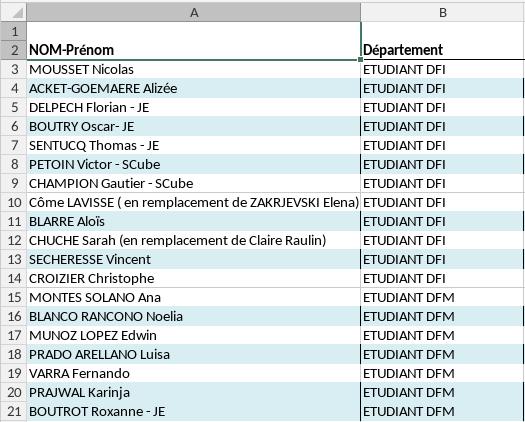 A B
1
2 NOM-Prénom Département
3 MOUSSET Nicolas ETUDIANT DFI
4 ACKET-GOEMAERE Alizée ETUDIANT DFI
5 DELPECH Florian - JE ETUDIANT DFI
6 BOUTRY Oscar- JE ETUDIANT DFI
7 SENTUCQ Thomas - JE ETUDIANT DFI
8 PETOIN Victor - SCube ETUDIANT DFI
9 CHAMPION Gautier - SCube ETUDIANT DFI
10 Côme LAVISSE ( en remplacement de ZAKRJEVSKI Elena) ETUDIANT DFI
11 BLARRE Aloïs ETUDIANT DFI
12 CHUCHE Sarah (en remplacement de Claire Raulin) ETUDIANT DFI
13 SECHERESSE Vincent ETUDIANT DFI
14 CROIZIER Christophe ETUDIANT DFI
15 MONTES SOLANO Ana ETUDIANT DFM
16 BLANCO RANCONO Noelia ETUDIANT DFM
17 MUNOZ LOPEZ Edwin ETUDIANT DFM
18 PRADO ARELLANO Luisa ETUDIANT DFM
19 VARRA Fernando ETUDIANT DFM
20 PRAJWAL Karinja ETUDIANT DFM
21 BOUTROT Roxanne - JE ETUDIANT DFM